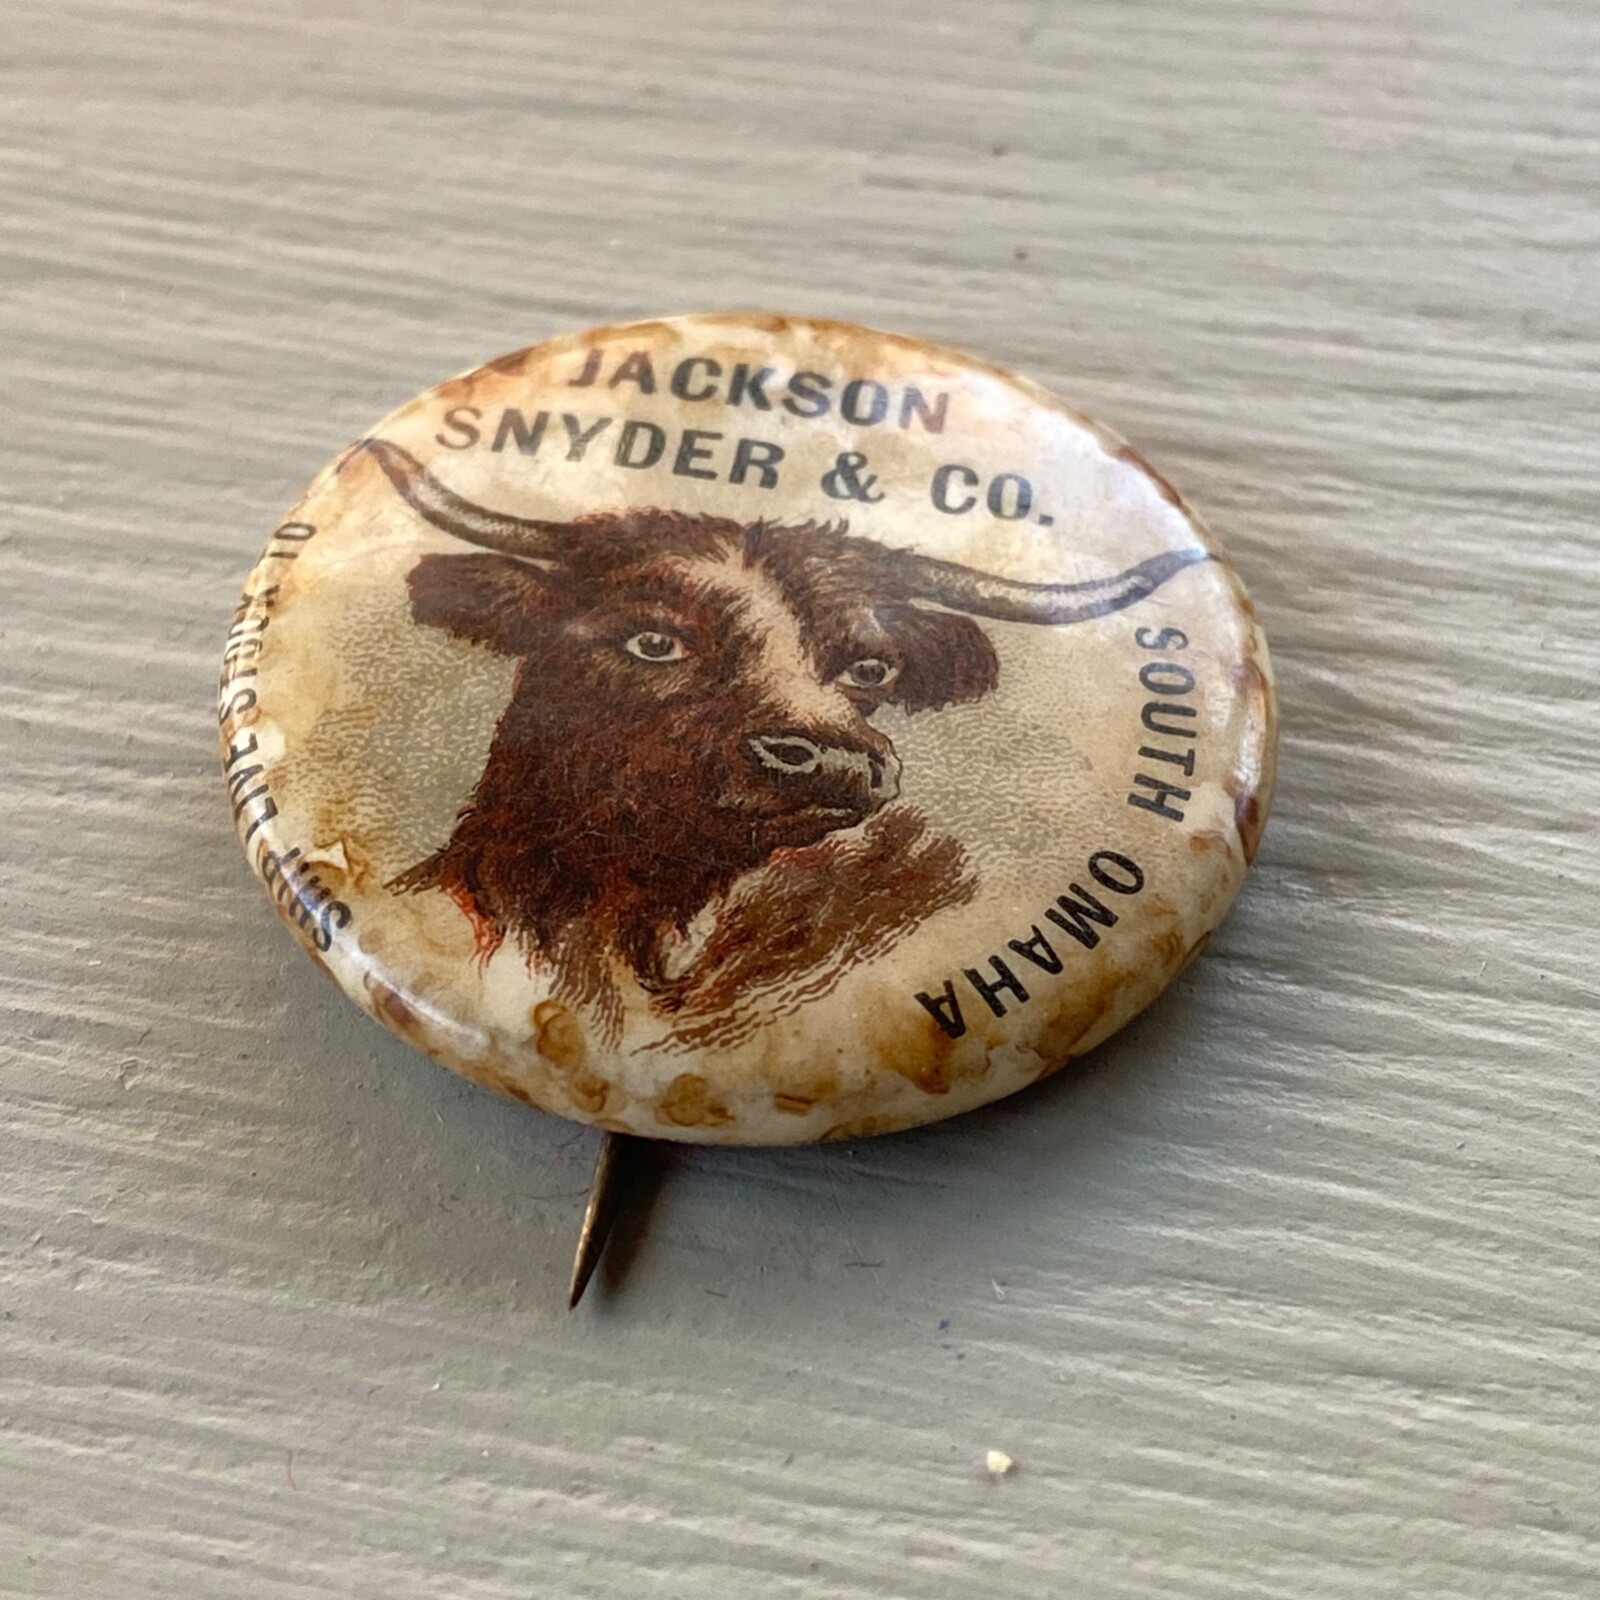 JACKSON
SNYDER & CO.
SOUTH OMAHA
SHIP LIVE STOCK TO